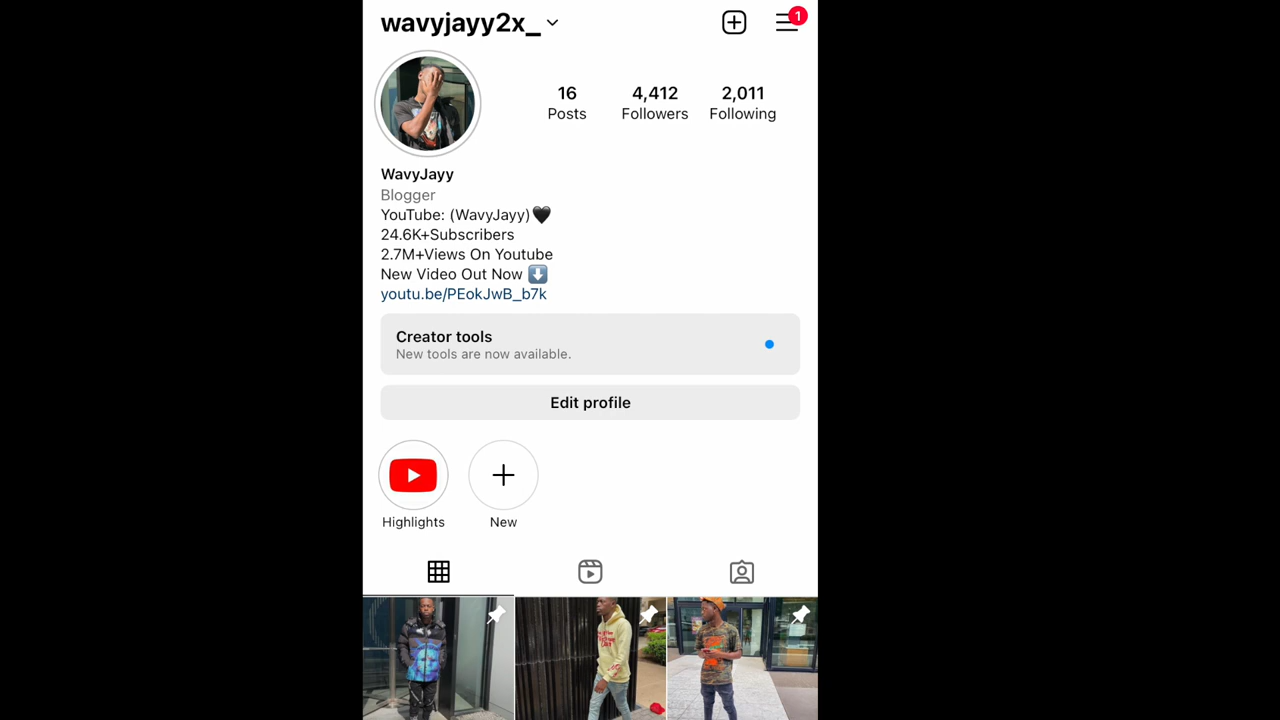 wavyjayy2x_
1
16
4,412
2,011
Posts
Followers
Following
WavyJayy
Blogger
YouTube: (WavyJayy)🖤
24.6K+Subscribers
2.7M+Views On Youtube
New Video Out Now ⬇️
youtu.be/PEokJwB_b7k
Creator tools
New tools are now available.
Edit profile
Highlights
New